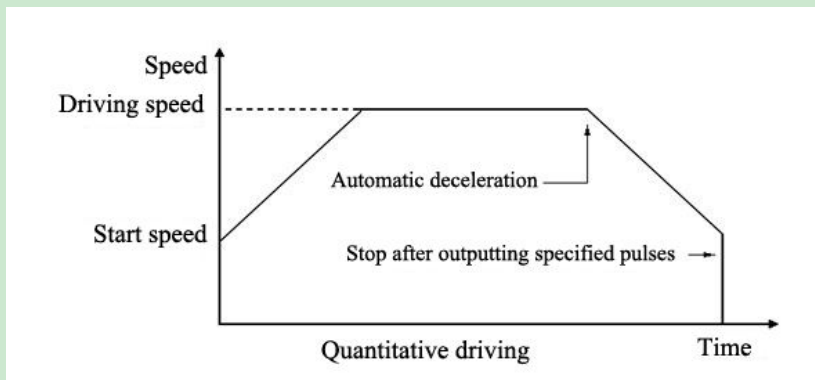 Speed
Driving speed
Automatic deceleration
Start speed
Stop after outputting specified pulses
Quantitative driving
Time